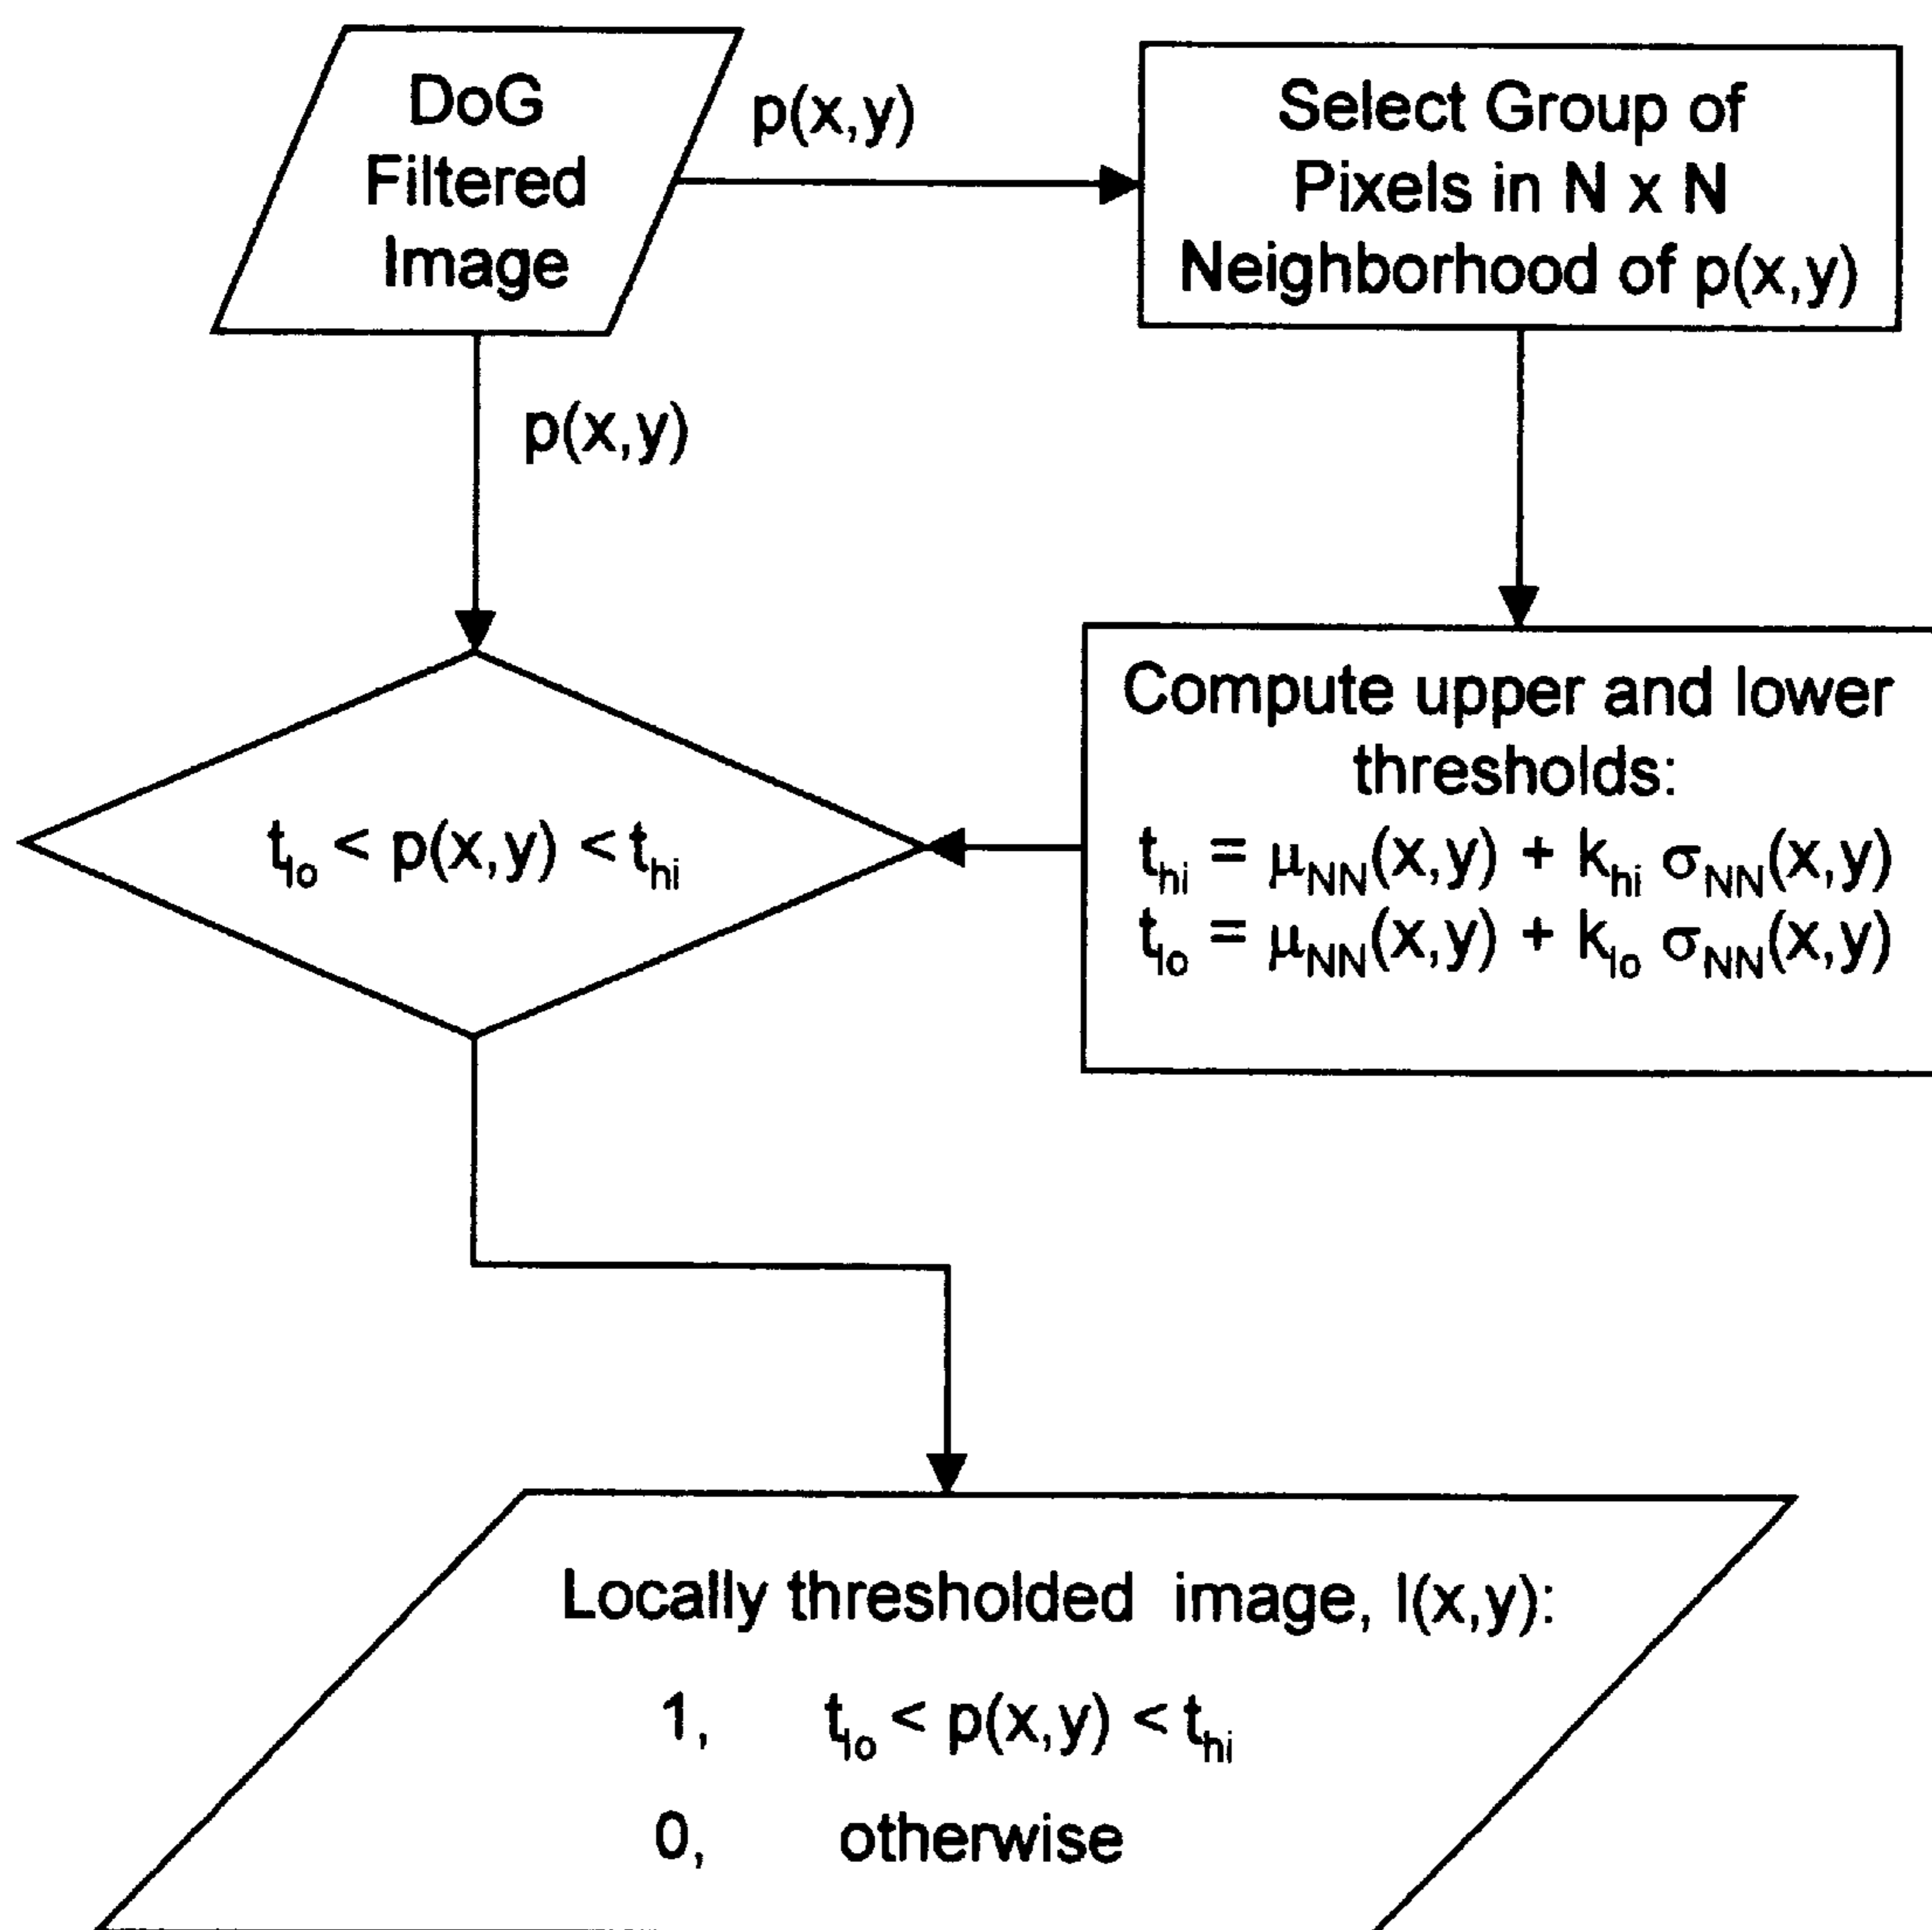 DoG
Filtered
Image
p(x,y)
Select Group of
Pixels in N x N
Neighborhood of p(x,y)
p(x,y)
Compute upper and lower
thresholds:
t_hi = μ_NN(x,y) + k_hi σ_NN(x,y)
t_lo = μ_NN(x,y) + k_lo σ_NN(x,y)
t_lo < p(x,y) < t_hi
Locally thresholded image, I(x,y):
1, t_lo < p(x,y) < t_hi
0, otherwise